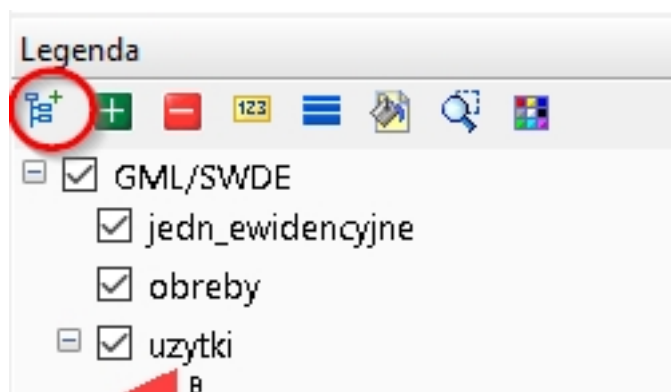 Legenda
123
GML/SWDE
jedn_ewidencyjne
obreby
uzytki
B